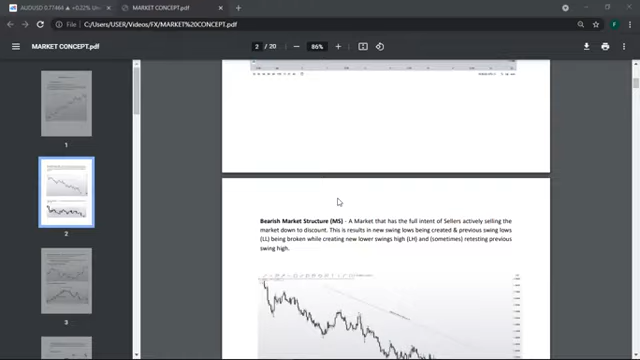 AUDUSD 0.77464 ▲ +0.22% Unn
MARKET CONCEPT.pdf
File | C:/Users/USER/Videos/FX/MARKET%20CONCEPT.pdf
MARKET CONCEPT.pdf
2 / 20
86%
1
2
3
Bearish Market Structure (MS) - A Market that has the full intent of Sellers actively selling the
market down to discount. This is results in new swing lows being created & previous swing lows
(LL) being broken while creating new lower swings high (LH) and (sometimes) retesting previous
swing high.